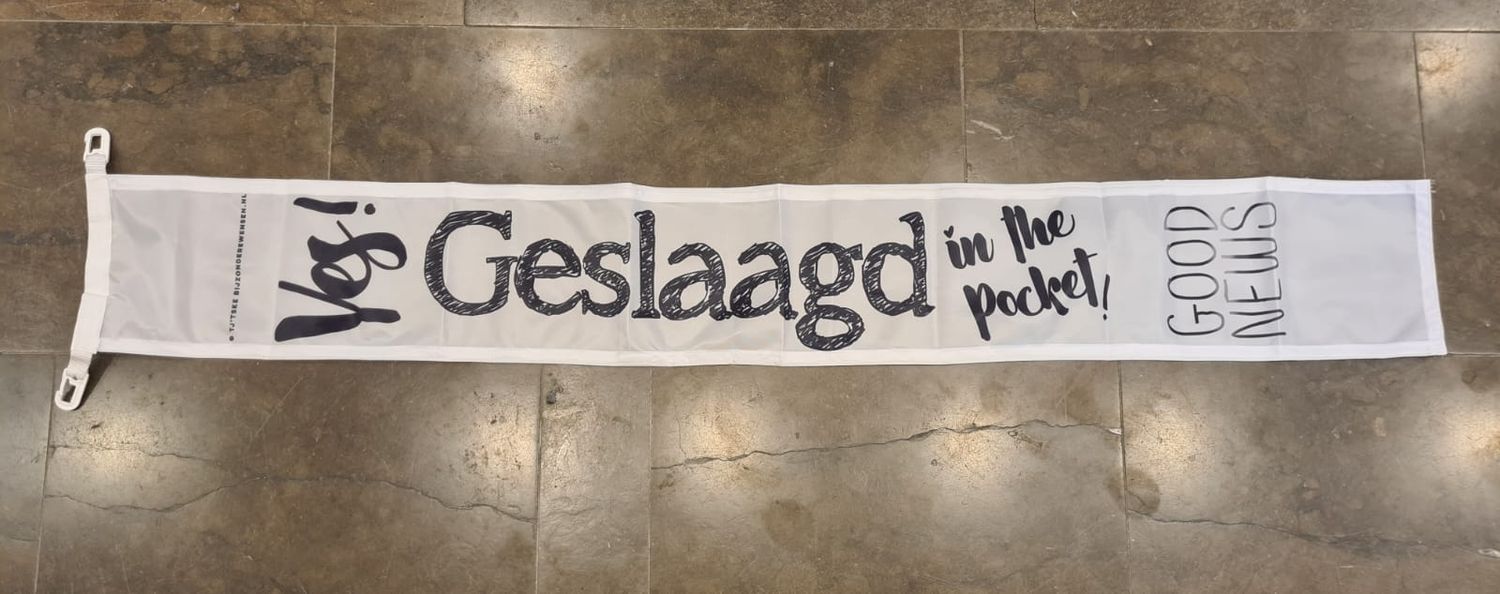 • TJITSKE BIJZONDEREWENSEN.NL
Yes!
Geslaagd
in the
pocket!
GOOD
NEWS